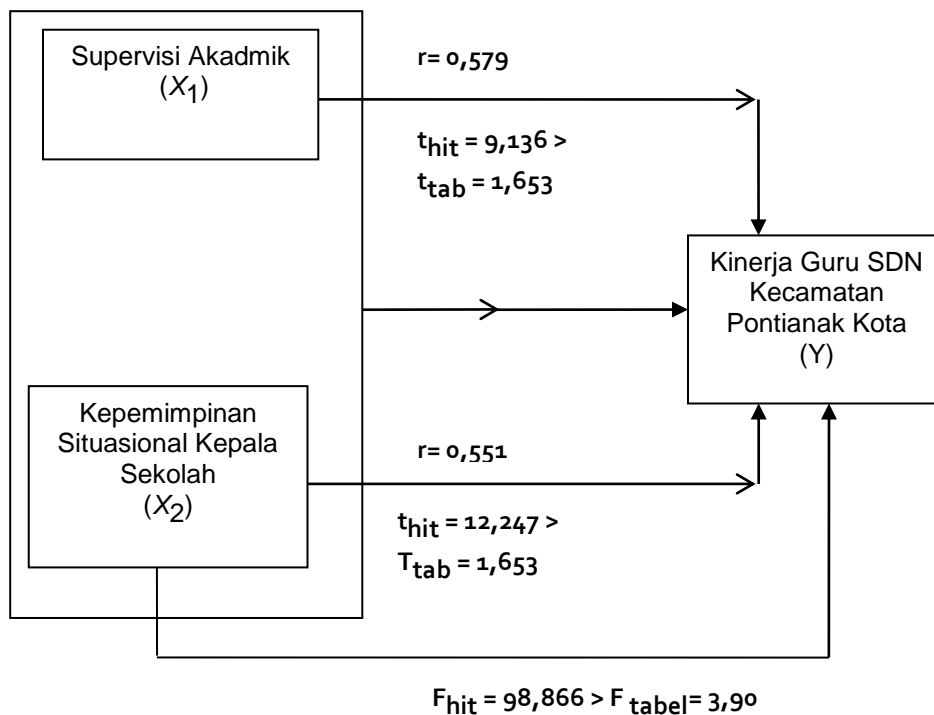 Supervisi Akadmik
(X1)
r= 0,579
thit = 9,136 >
ttab = 1,653
Kinerja Guru SDN
Kecamatan
Pontianak Kota
(Y)
Kepemimpinan
Situasional Kepala
Sekolah
(X2)
r= 0,551
thit = 12,247 >
Ttab = 1,653
Fhit = 98,866 > F tabel= 3,90